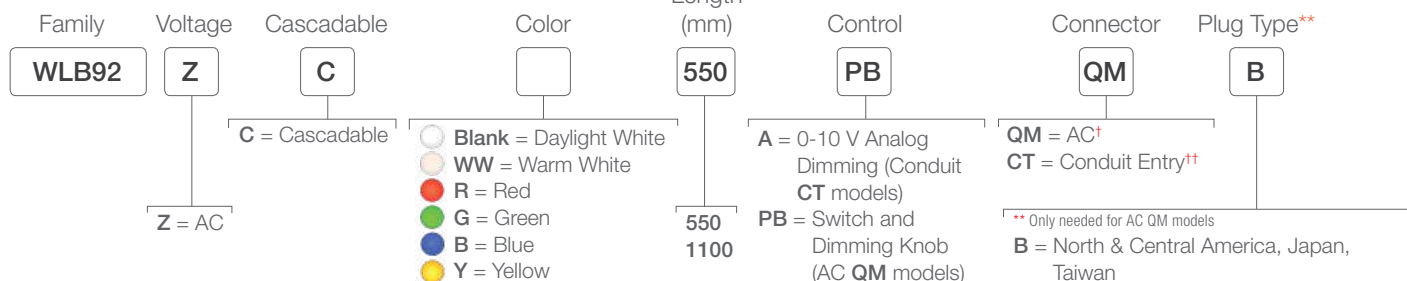 Length
Family Voltage Cascadable Color (mm) Control Connector Plug Type**
WLB92 Z C 550 PB QM B
C = Cascadable
Z = AC
Blank = Daylight White
WW = Warm White
R = Red
G = Green
B = Blue
Y = Yellow
550
1100
A = 0-10 V Analog
Dimming (Conduit
CT models)
PB = Switch and
Dimming Knob
(AC QM models)
QM = AC†
CT = Conduit Entry††
** Only needed for AC QM models
B = North & Central America, Japan,
Taiwan